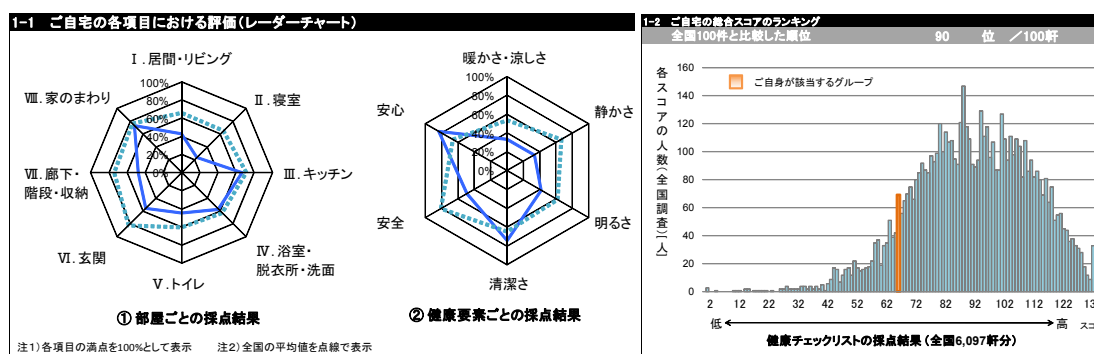 1-1 ご自宅の各項目における評価(レーダーチャート)
Ⅰ.居間・リビング
100%
80%
60%
40%
20%
0%
Ⅱ.寝室
Ⅲ.キッチン
Ⅳ.浴室・
脱衣所・洗面
Ⅴ.トイレ
Ⅵ.玄関
Ⅶ.廊下・
階段・収納
Ⅷ.家のまわり
① 部屋ごとの採点結果
暖かさ・涼しさ
100%
80%
60%
40%
20%
0%
静かさ
明るさ
清潔さ
安全
安心
② 健康要素ごとの採点結果
注1)各項目の満点を100%として表示 注2)全国の平均値を点線で表示
1-2 ご自宅の総合スコアのランキング
全国100件と比較した順位 90 位 /100軒
各スコアの人数(全国調査)[人]
160
140
120
100
80
60
40
20
0
ご自身が該当するグループ
2 12 22 32 42 52 62 72 82 92 102 112 122 13
低 高 スコ
健康チェックリストの採点結果(全国6,097軒分)